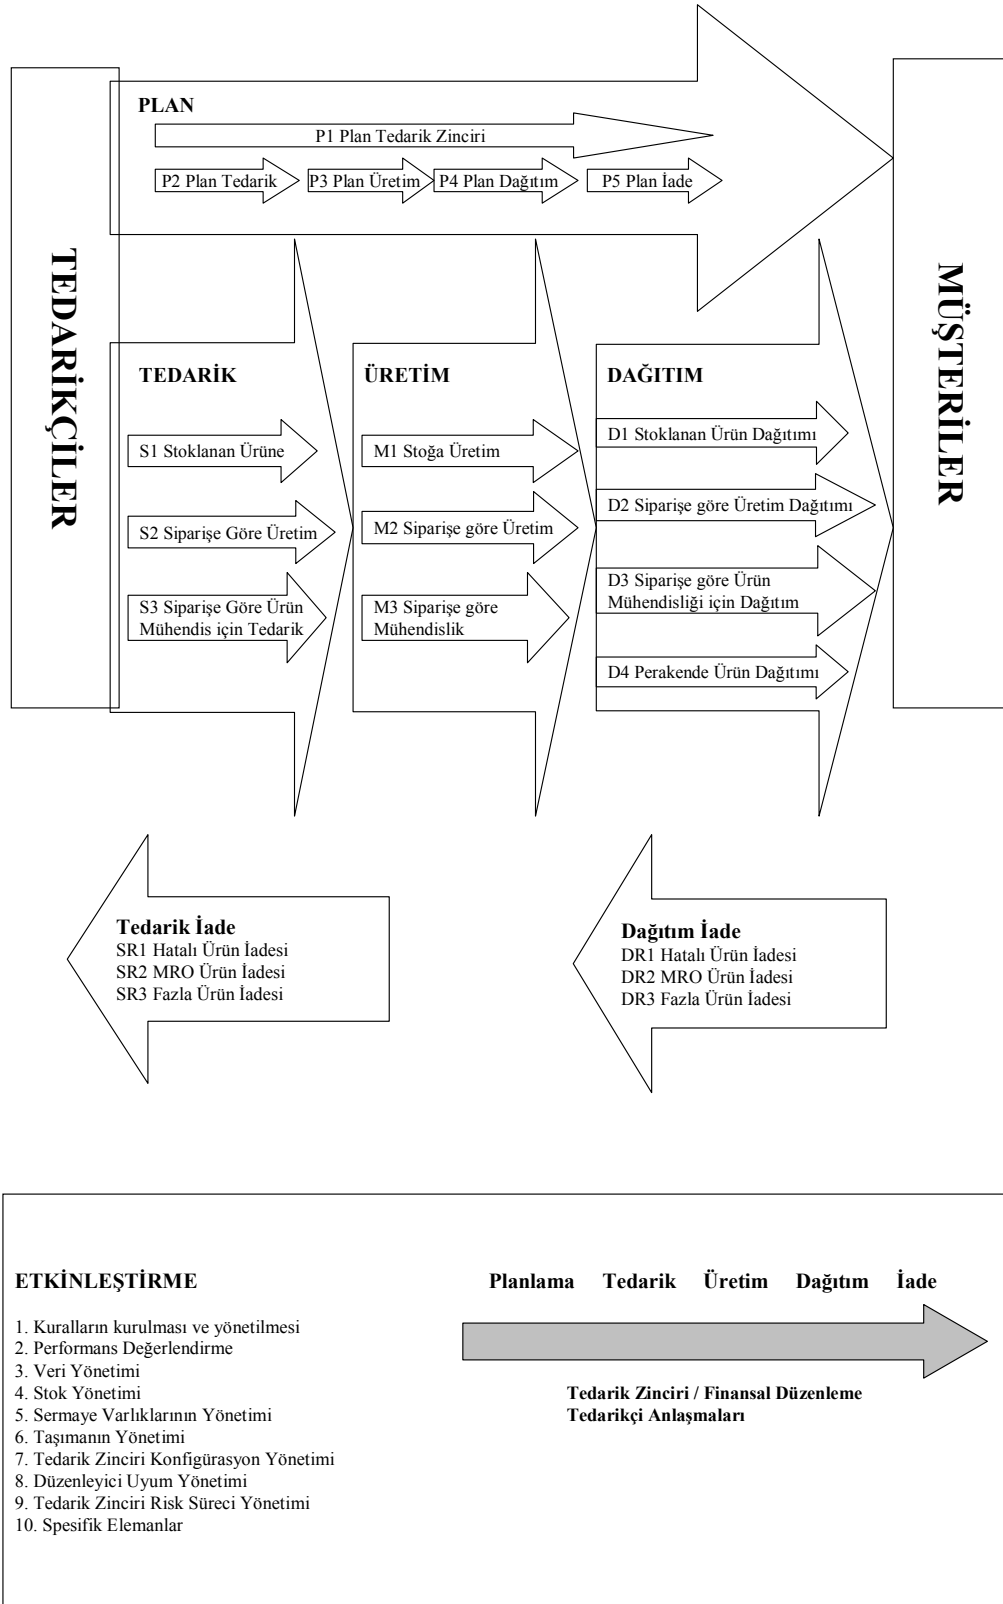 TEDARİKÇİLER
MÜŞTERİLER
PLAN
P1 Plan Tedarik Zinciri
P2 Plan Tedarik
P3 Plan Üretim
P4 Plan Dağıtım
P5 Plan İade
TEDARİK
S1 Stoklanan Ürüne
S2 Siparişe Göre Üretim
S3 Siparişe Göre Ürün
Mühendis için Tedarik
ÜRETİM
M1 Stoğa Üretim
M2 Siparişe göre Üretim
M3 Siparişe göre
Mühendislik
DAĞITIM
D1 Stoklanan Ürün Dağıtımı
D2 Siparişe göre Üretim Dağıtımı
D3 Siparişe göre Ürün
Mühendisliği için Dağıtım
D4 Perakende Ürün Dağıtımı
Tedarik İade
SR1 Hatalı Ürün İadesi
SR2 MRO Ürün İadesi
SR3 Fazla Ürün İadesi
Dağıtım İade
DR1 Hatalı Ürün İadesi
DR2 MRO Ürün İadesi
DR3 Fazla Ürün İadesi
ETKİNLEŞTİRME
1. Kuralların kurulması ve yönetilmesi
2. Performans Değerlendirme
3. Veri Yönetimi
4. Stok Yönetimi
5. Sermaye Varlıklarının Yönetimi
6. Taşımanın Yönetimi
7. Tedarik Zinciri Konfigürasyon Yönetimi
8. Düzenleyici Uyum Yönetimi
9. Tedarik Zinciri Risk Süreci Yönetimi
10. Spesifik Elemanlar
Planlama Tedarik Üretim Dağıtım İade
Tedarik Zinciri / Finansal Düzenleme
Tedarikçi Anlaşmaları